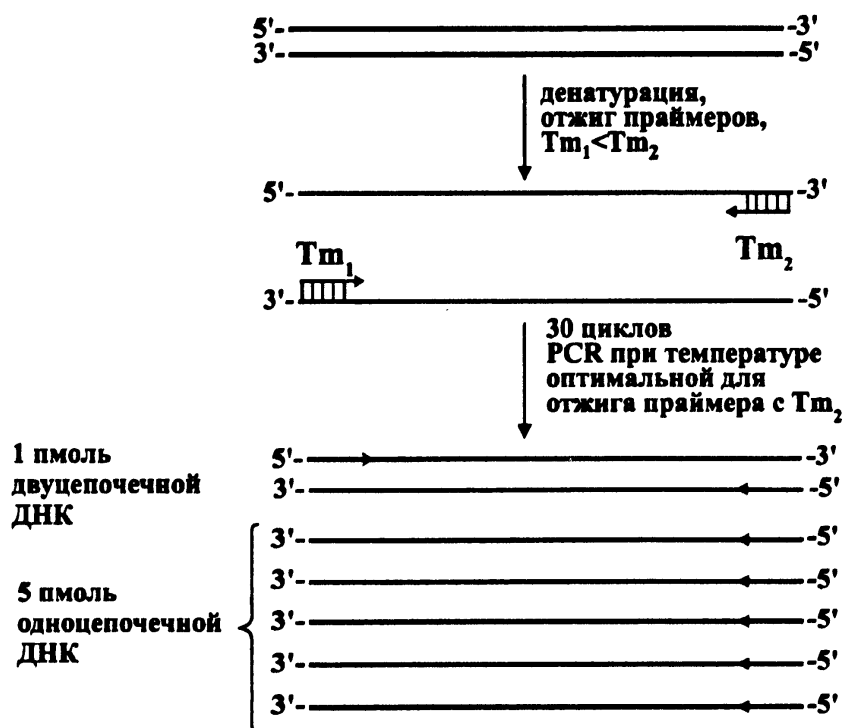 5'- -3'
3'- -5'
денатурация,
отжиг праймеров,
Tm₁<Tm₂
5'- -3'
Tm₂
Tm₁
3'- -5'
30 циклов
PCR при температуре
оптимальной для
отжига праймера с Tm₂
1 пмоль
двуцепочечной
ДНК
5'- -3'
3'- -5'
5 пмоль
одноцепочечной
ДНК
3'- -5'
3'- -5'
3'- -5'
3'- -5'
3'- -5'